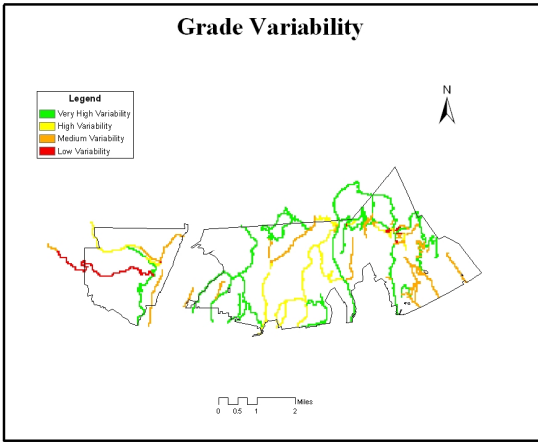 Grade Variability
N
Legend
Very High Variability
High Variability
Medium Variability
Low Variability
Miles
0 0.5 1 2